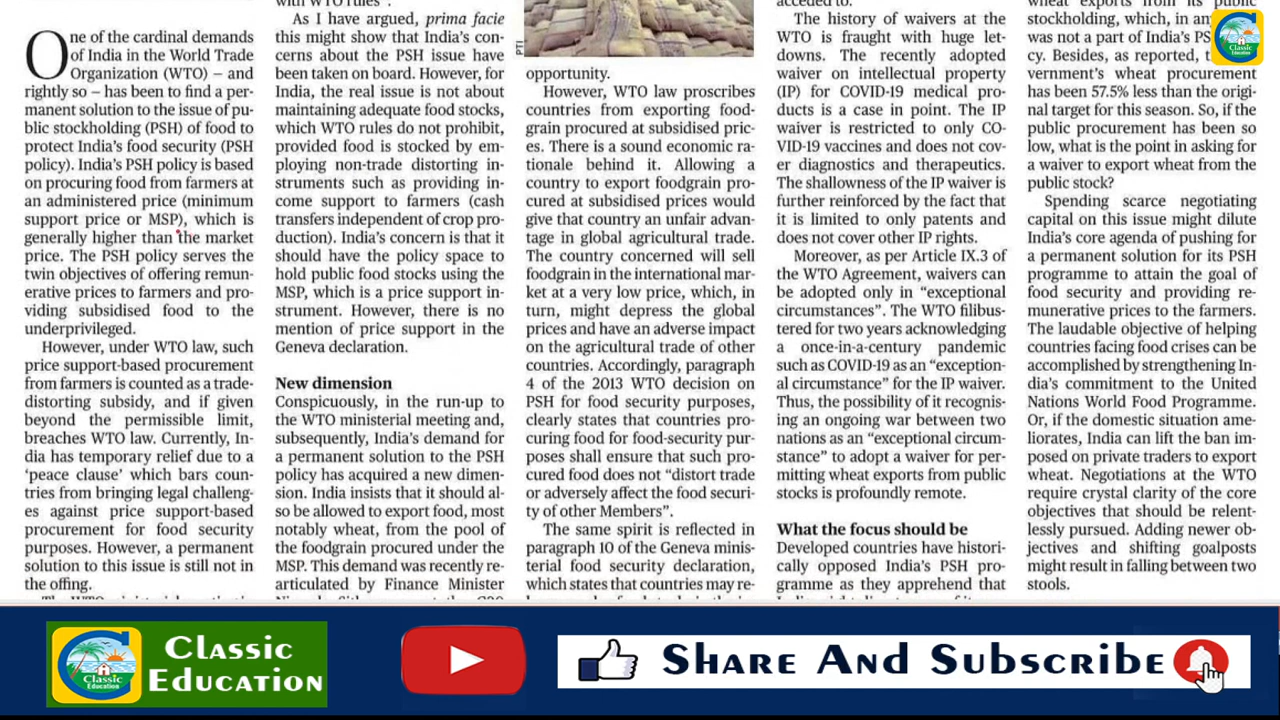 One of the cardinal demands
of India in the World Trade
Organization (WTO) – and
rightly so – has been to find a per-
manent solution to the issue of pu-
blic stockholding (PSH) of food to
protect India's food security (PSH
policy). India's PSH policy is based
on procuring food from farmers at
an administered price (minimum
support price or MSP), which is
generally higher than the market
price. The PSH policy serves the
twin objectives of offering remun-
erative prices to farmers and pro-
viding subsidised food to the
underprivileged.
However, under WTO law, such
price support-based procurement
from farmers is counted as a trade-
distorting subsidy, and if given
beyond the permissible limit,
breaches WTO law. Currently, In-
dia has temporary relief due to a
'peace clause' which bars coun-
tries from bringing legal challeng-
es against price support-based
procurement for food security
purposes. However, a permanent
solution to this issue is still not in
the offing.
with WTO rules".
As I have argued, prima facie
this might show that India's con-
cerns about the PSH issue have
been taken on board. However, for
India, the real issue is not about
maintaining adequate food stocks,
which WTO rules do not prohibit,
provided food is stocked by em-
ploying non-trade distorting in-
struments such as providing in-
come support to farmers (cash
transfers independent of crop pro-
duction). India's concern is that it
should have the policy space to
hold public food stocks using the
MSP, which is a price support in-
strument. However, there is no
mention of price support in the
Geneva declaration.
New dimension
Conspicuously, in the run-up to
the WTO ministerial meeting and,
subsequently, India's demand for
a permanent solution to the PSH
policy has acquired a new dimen-
sion. India insists that it should al-
so be allowed to export food, most
notably wheat, from the pool of
the foodgrain procured under the
MSP. This demand was recently re-
articulated by Finance Minister
PTI
opportunity.
However, WTO law proscribes
countries from exporting food-
grain procured at subsidised pric-
es. There is a sound economic ra-
tionale behind it. Allowing a
country to export foodgrain pro-
cured at subsidised prices would
give that country an unfair advan-
tage in global agricultural trade.
The country concerned will sell
foodgrain in the international mar-
ket at a very low price, which, in
turn, might depress the global
prices and have an adverse impact
on the agricultural trade of other
countries. Accordingly, paragraph
4 of the 2013 WTO decision on
PSH for food security purposes,
clearly states that countries pro-
curing food for food-security pur-
poses shall ensure that such pro-
cured food does not "distort trade
or adversely affect the food securi-
ty of other Members".
The same spirit is reflected in
paragraph 10 of the Geneva minis-
terial food security declaration,
which states that countries may re-
acceded to.
The history of waivers at the
WTO is fraught with huge let-
downs. The recently adopted
waiver on intellectual property
(IP) for COVID-19 medical pro-
ducts is a case in point. The IP
waiver is restricted to only CO-
VID-19 vaccines and does not cov-
er diagnostics and therapeutics.
The shallowness of the IP waiver is
further reinforced by the fact that
it is limited to only patents and
does not cover other IP rights.
Moreover, as per Article IX.3 of
the WTO Agreement, waivers can
be adopted only in "exceptional
circumstances". The WTO filibus-
tered for two years acknowledging
a once-in-a-century pandemic
such as COVID-19 as an "exception-
al circumstance" for the IP waiver.
Thus, the possibility of it recognis-
ing an ongoing war between two
nations as an "exceptional circum-
stance" to adopt a waiver for per-
mitting wheat exports from public
stocks is profoundly remote.
What the focus should be
Developed countries have histori-
cally opposed India's PSH pro-
gramme as they apprehend that
wheat exports from its public
stockholding, which, in an
was not a part of India's PS
cy. Besides, as reported, t
vernment's wheat procurement
has been 57.5% less than the origi-
nal target for this season. So, if the
public procurement has been so
low, what is the point in asking for
a waiver to export wheat from the
public stock?
Spending scarce negotiating
capital on this issue might dilute
India's core agenda of pushing for
a permanent solution for its PSH
programme to attain the goal of
food security and providing re-
munerative prices to the farmers.
The laudable objective of helping
countries facing food crises can be
accomplished by strengthening In-
dia's commitment to the United
Nations World Food Programme.
Or, if the domestic situation ame-
liorates, India can lift the ban im-
posed on private traders to export
wheat. Negotiations at the WTO
require crystal clarity of the core
objectives that should be relent-
lessly pursued. Adding newer ob-
jectives and shifting goalposts
might result in falling between two
stools.
Classic
Education
Classic
Education
Classic
Education
Share And Subscribe